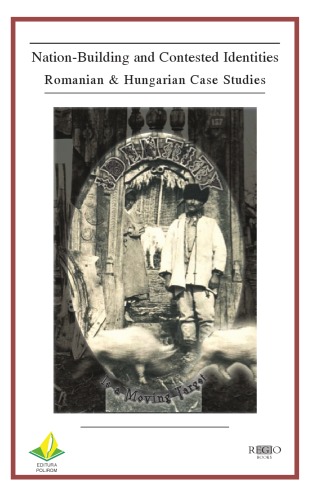 Nation-Building and Contested Identities
Romanian & Hungarian Case Studies
IDENTITY
Is a Moving Target
EDITURA
POLIROM
REGIO
BOOKS